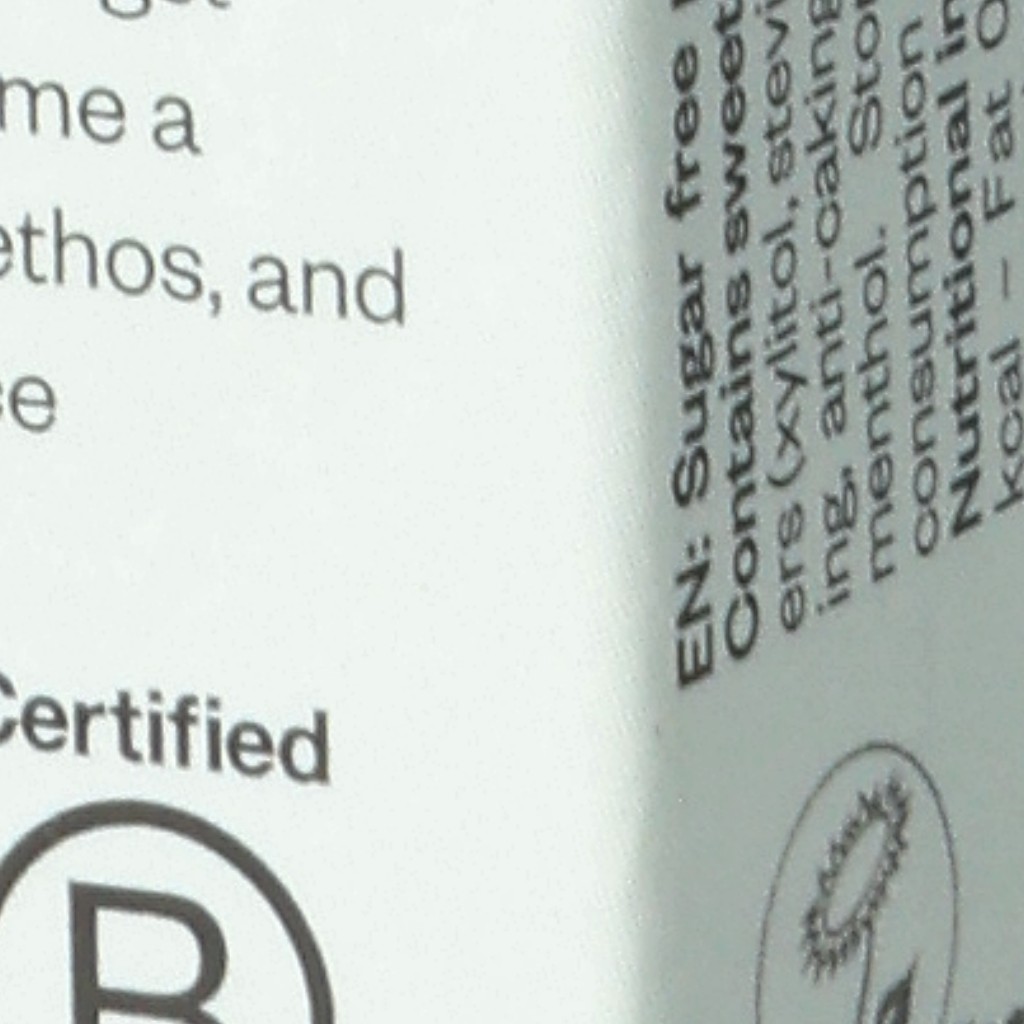 me a
ethos, and
Certified
B
EN: Sugar free
Contains sweet
ers (xylitol, stevi
ing, anti-caking
menthol. Stor
consumption
Nutritional in
kcal – Fat